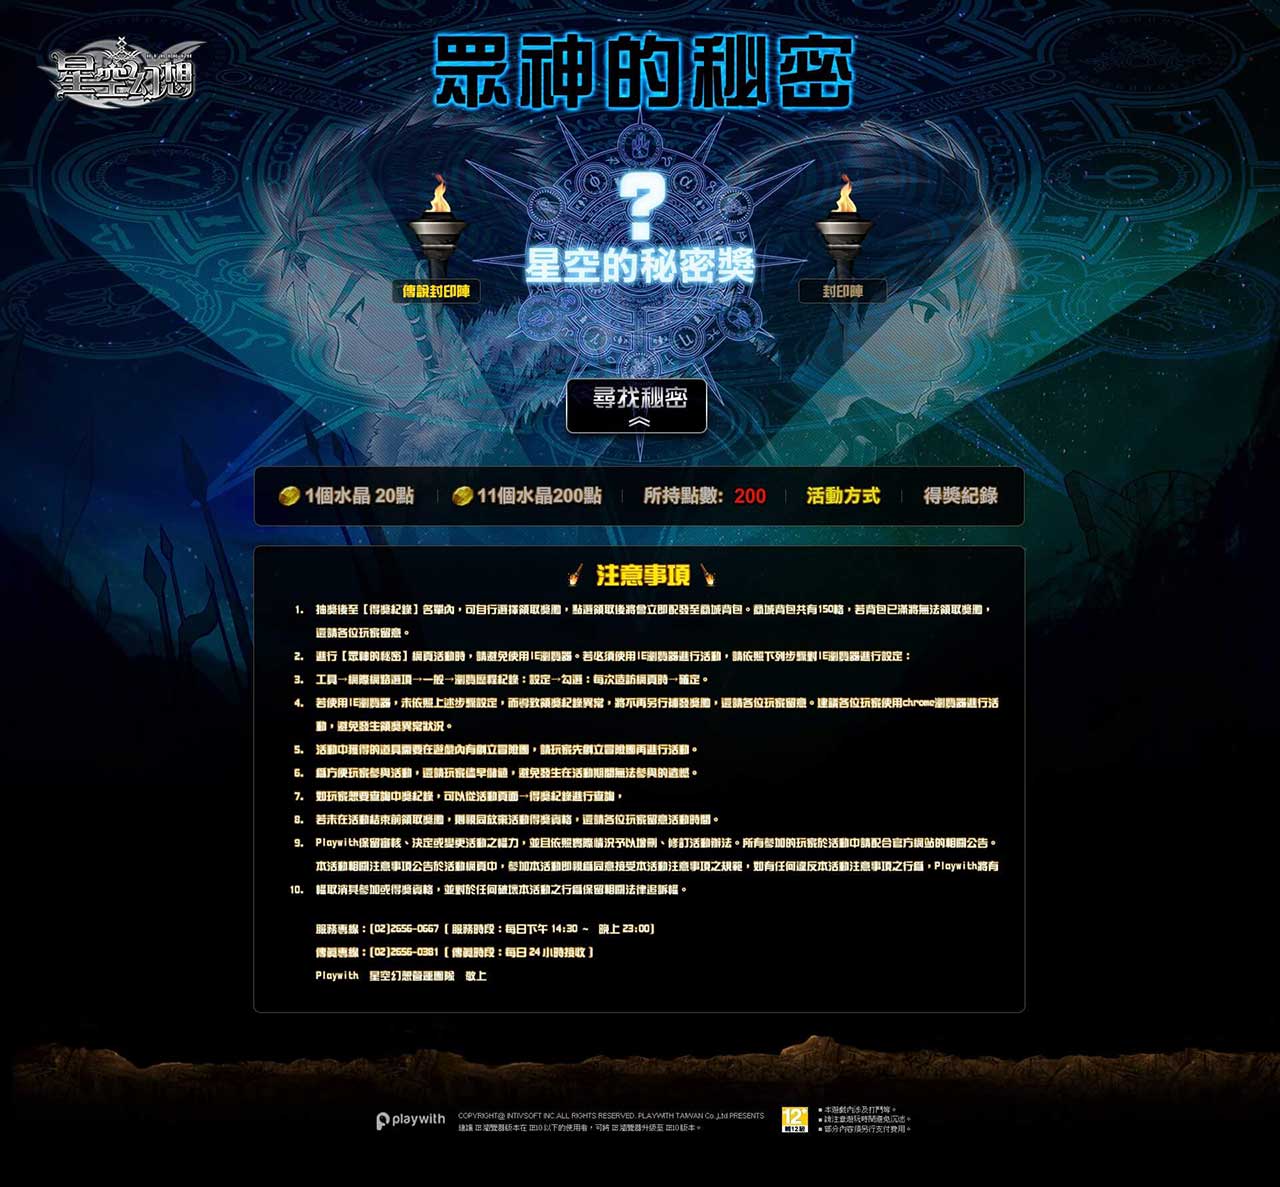 星空幻想
眾神的秘密
?
星空的秘密獎
傳說封印陣
封印陣
尋找秘密
1個水晶 20點
11個水晶200點
所持點數: 200
活動方式
得獎紀錄
注意事項
1. 抽獎後至【得獎紀錄】名單內，可自行選擇領取獎勵，點選領取後將會立即配發至商城背包。商城背包共有150格，若背包已滿將無法領取獎勵，
還請各位玩家留意。
2. 進行【眾神的秘密】網頁活動時，請避免使用IE瀏覽器。若必須使用IE瀏覽器進行活動，請依照下列步驟對IE瀏覽器進行設定：
3. 工具→網際網路選項→一般→瀏覽歷程紀錄：設定→勾選：每次造訪網頁時→確定。
4. 若使用IE瀏覽器，未依照上述步驟設定，而導致領獎紀錄異常，將不再另行補發獎勵，還請各位玩家留意。建議各位玩家使用chrome瀏覽器進行活
動，避免發生領獎異常狀況。
5. 活動中獲得的道具需要在遊戲內有創立冒險團，請玩家先創立冒險團再進行活動。
6. 為方便玩家參與活動，還請玩家儘早儲值，避免發生在活動期間無法參與的遺憾。
7. 如玩家想要查詢中獎紀錄，可以從活動頁面→得獎紀錄進行查詢，
8. 若未在活動結束前領取獎勵，則視同放棄活動得獎資格，還請各位玩家留意活動時間。
9. Playwith保留審核、決定或變更活動之權力，並且依照實際情況予以增刪、修訂活動辦法。所有參加的玩家於活動中請配合官方網站的相關公告。
本活動相關注意事項公告於活動網頁中，參加本活動即視為同意接受本活動注意事項之規範，如有任何違反本活動注意事項之行為，Playwith將有
10. 權取消其參加或得獎資格，並對於任何破壞本活動之行為保留相關法律追訴權。
服務專線：(02)2656-0667 ( 服務時段：每日下午 14:30 ~ 晚上 23:00)
傳真專線：(02)2656-0381 ( 傳真時段：每日 24 小時接收 )
Playwith 星空幻想營運團隊 敬上
playwith
COPYRIGHT@ INTIVSOFT INC.ALL RIGHTS RESERVED. PLAYWITH TAIWAN Co.,Ltd PRESENTS
建議 IE 瀏覽器版本在 IE10 以下的使用者，可將 IE 瀏覽器升級至 IE10 版本。
12+
輔12級
■ 本遊戲內涉及打鬥等。
■ 請注意遊玩時間避免沉迷。
■ 部分內容須另行支付費用。